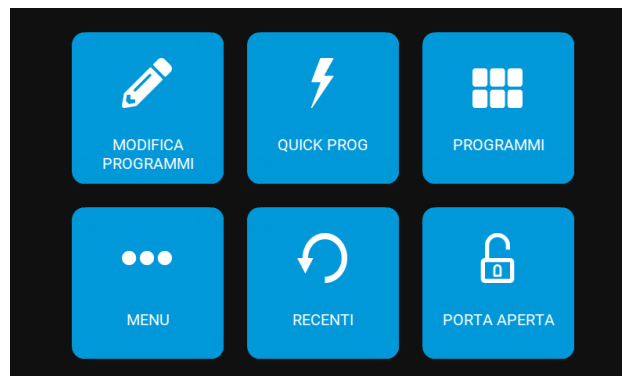 MODIFICA
PROGRAMMI
QUICK PROG
PROGRAMMI
MENU
RECENTI
PORTA APERTA